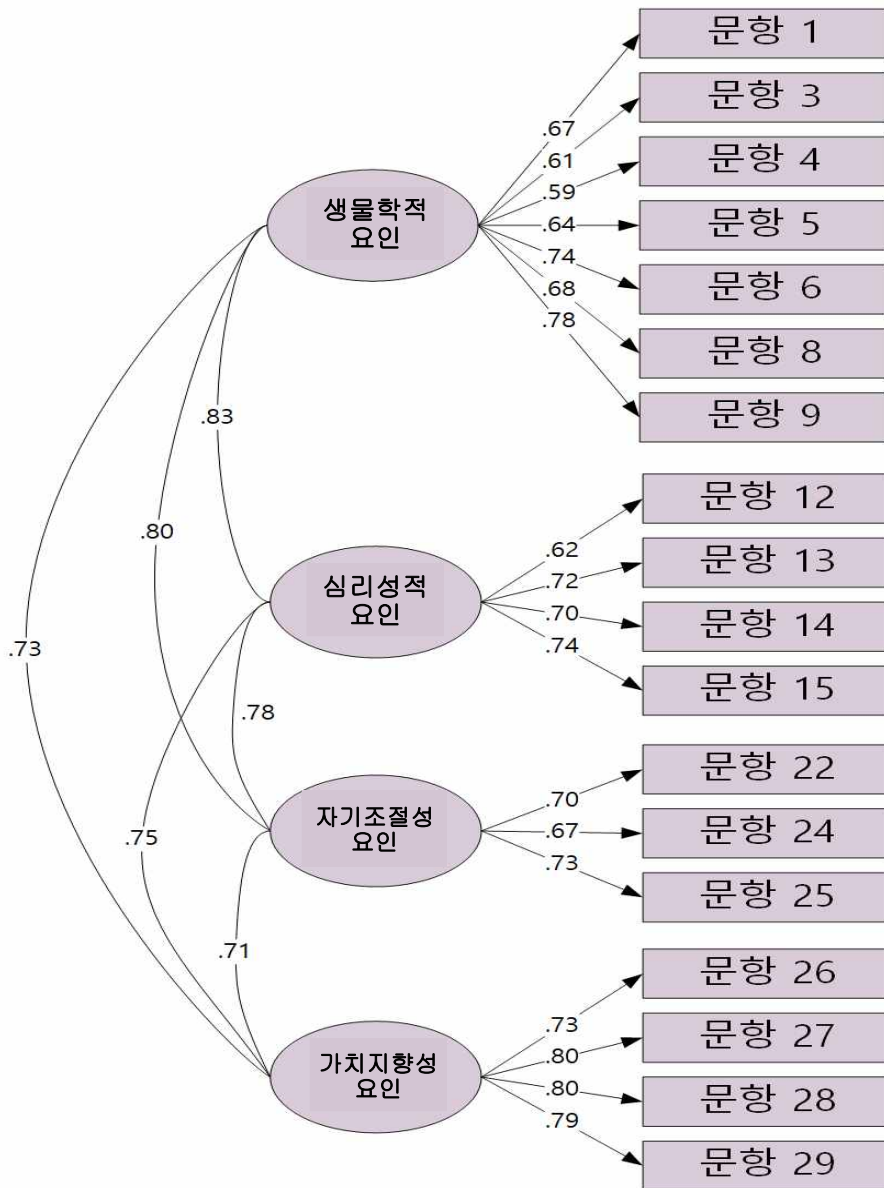 문항 1
문항 3
.67
.61
문항 4
.59
생물학적
요인
.64
문항 5
.74
문항 6
.68
.78
문항 8
문항 9
.83
문항 12
.80
.62
문항 13
.72
심리성적
요인
.70
문항 14
.74
.73
문항 15
.78
문항 22
.70
자기조절성
요인
.67
문항 24
.75
.73
문항 25
.71
문항 26
.73
문항 27
.80
가치지향성
요인
.80
문항 28
.79
문항 29